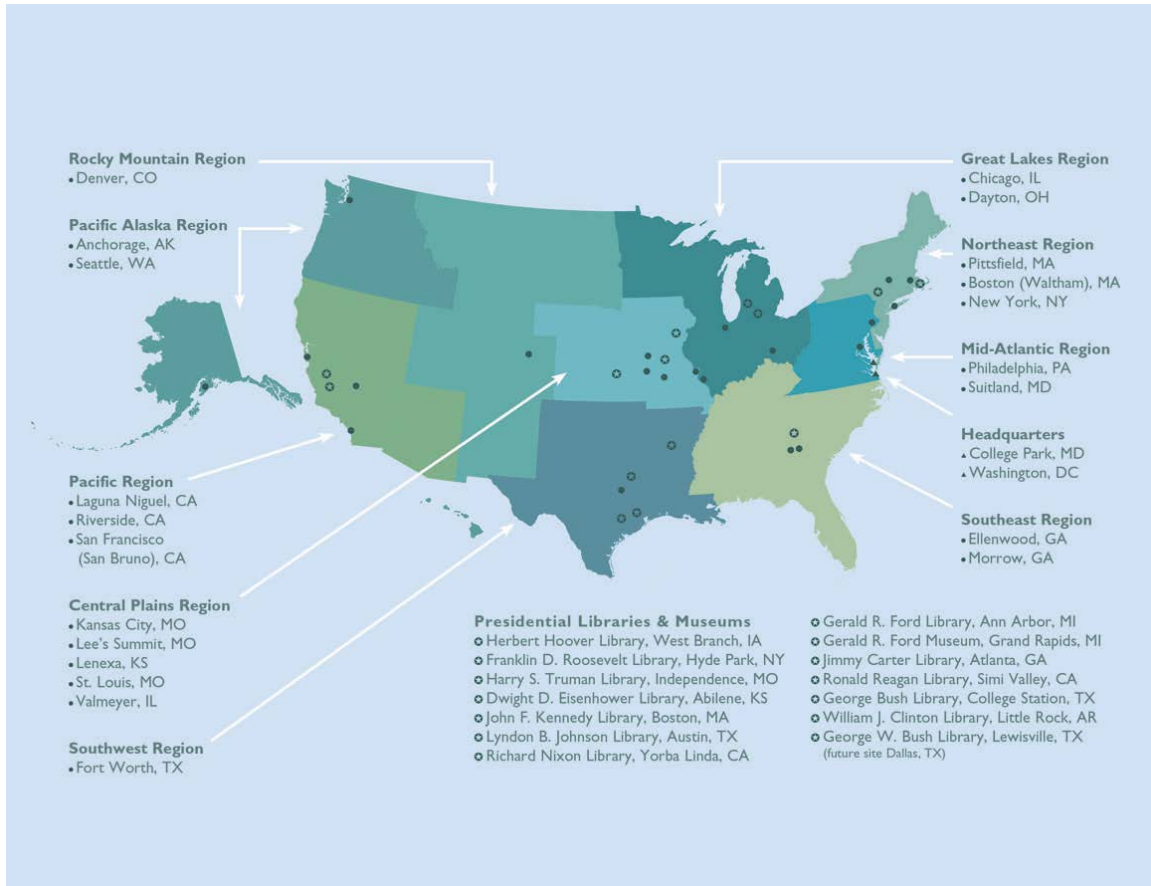 Rocky Mountain Region
• Denver, CO
Pacific Alaska Region
• Anchorage, AK
• Seattle, WA
Pacific Region
• Laguna Niguel, CA
• Riverside, CA
• San Francisco
(San Bruno), CA
Central Plains Region
• Kansas City, MO
• Lee's Summit, MO
• Lenexa, KS
• St. Louis, MO
• Valmeyer, IL
Southwest Region
• Fort Worth, TX
Great Lakes Region
• Chicago, IL
• Dayton, OH
Northeast Region
• Pittsfield, MA
• Boston (Waltham), MA
• New York, NY
Mid-Atlantic Region
• Philadelphia, PA
• Suitland, MD
Headquarters
▲ College Park, MD
▲ Washington, DC
Southeast Region
• Ellenwood, GA
• Morrow, GA
Presidential Libraries & Museums
✪ Herbert Hoover Library, West Branch, IA
✪ Franklin D. Roosevelt Library, Hyde Park, NY
✪ Harry S. Truman Library, Independence, MO
✪ Dwight D. Eisenhower Library, Abilene, KS
✪ John F. Kennedy Library, Boston, MA
✪ Lyndon B. Johnson Library, Austin, TX
✪ Richard Nixon Library, Yorba Linda, CA
✪ Gerald R. Ford Library, Ann Arbor, MI
✪ Gerald R. Ford Museum, Grand Rapids, MI
✪ Jimmy Carter Library, Atlanta, GA
✪ Ronald Reagan Library, Simi Valley, CA
✪ George Bush Library, College Station, TX
✪ William J. Clinton Library, Little Rock, AR
✪ George W. Bush Library, Lewisville, TX
(future site Dallas, TX)